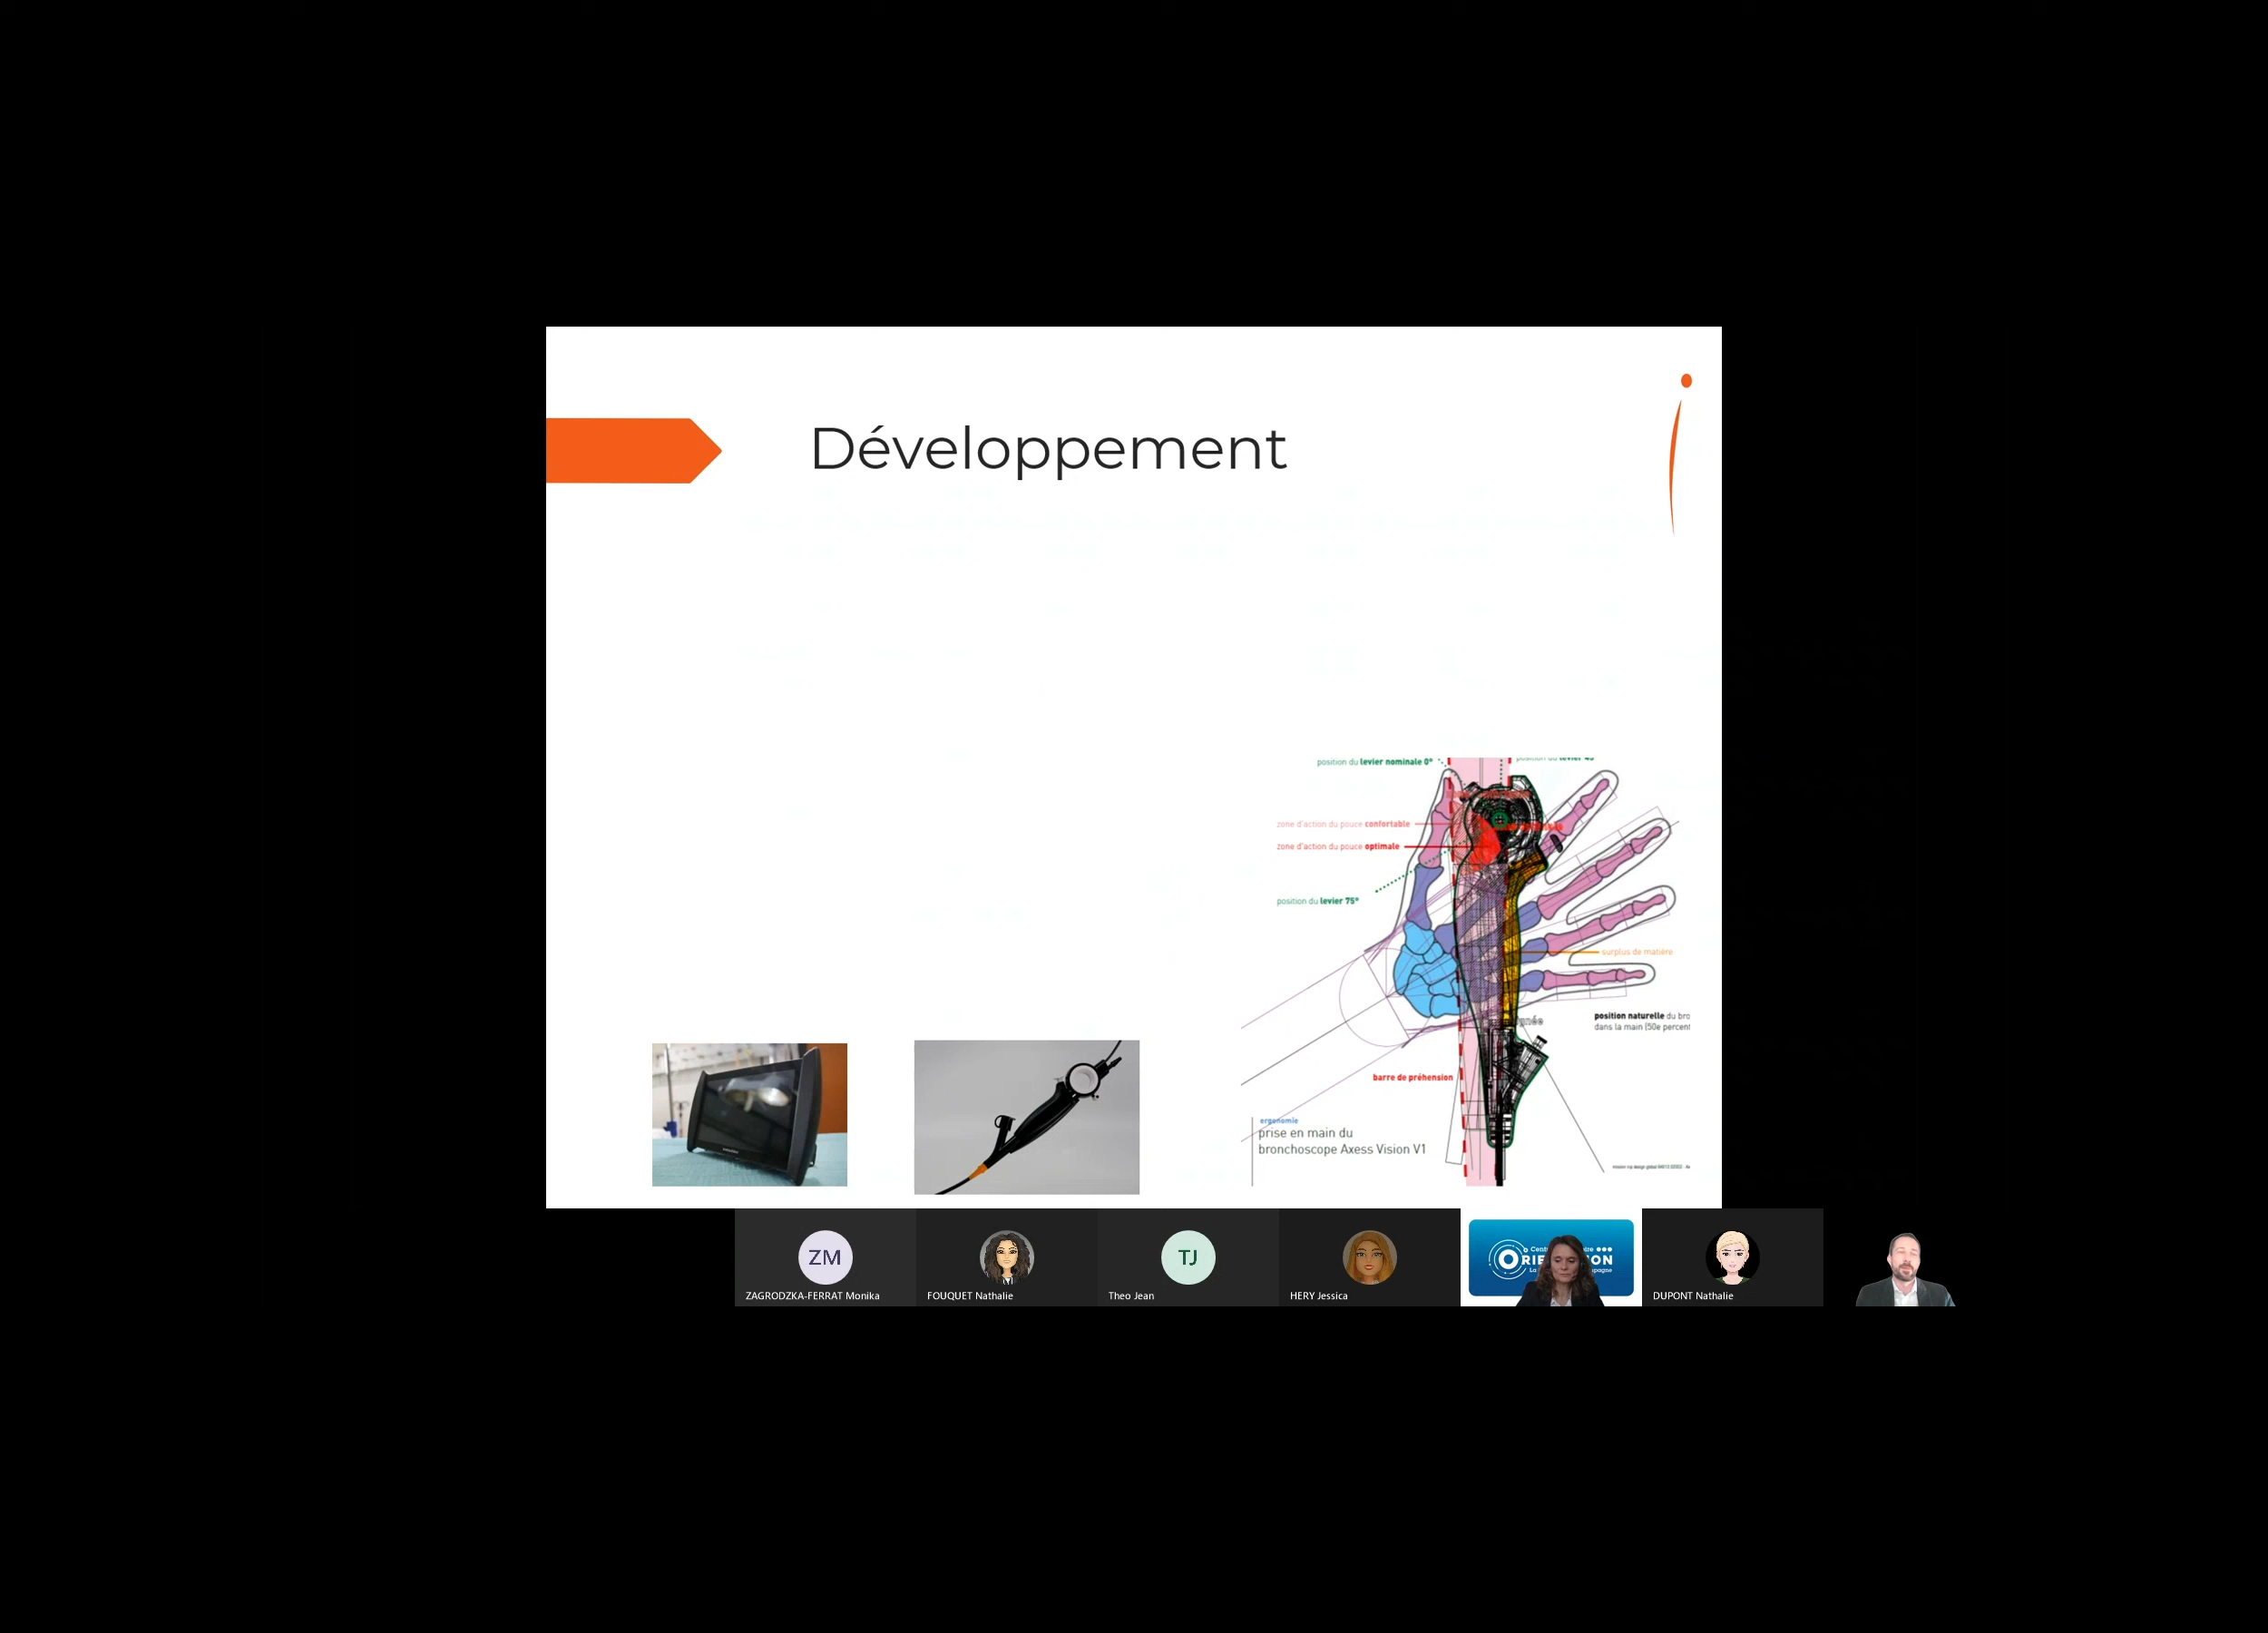 Développement
position du levier nominale 0°
zone d'action du pouce confortable
zone d'action du pouce optimale
position du levier 75°
surplus de matière
position naturelle du bro
dans la main (50e percent
barre de préhension
ergonomie
prise en main du
bronchoscope Axess Vision V1
ZM
TJ
ZAGRODZKA-FERRAT Monika
FOUQUET Nathalie
Theo Jean
HERY Jessica
DUPONT Nathalie